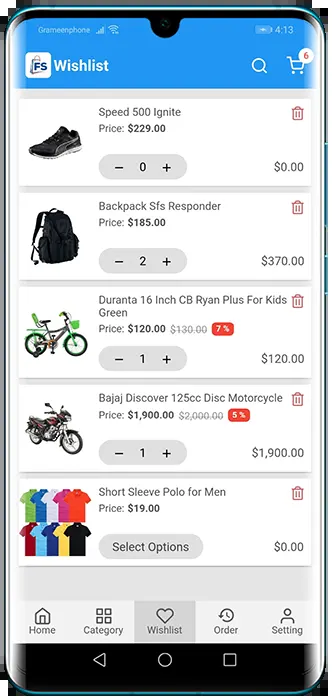 Grameenphone 4:13
FS Wishlist 6
Speed 500 Ignite
Price: $229.00
− 0 + $0.00
Backpack Sfs Responder
Price: $185.00
− 2 + $370.00
Duranta 16 Inch CB Ryan Plus For Kids
Green
Price: $120.00 $130.00 7 %
− 1 + $120.00
Bajaj Discover 125cc Disc Motorcycle
Price: $1,900.00 $2,000.00 5 %
− 1 + $1,900.00
Short Sleeve Polo for Men
Price: $19.00
Select Options $0.00
Home Category Wishlist Order Setting